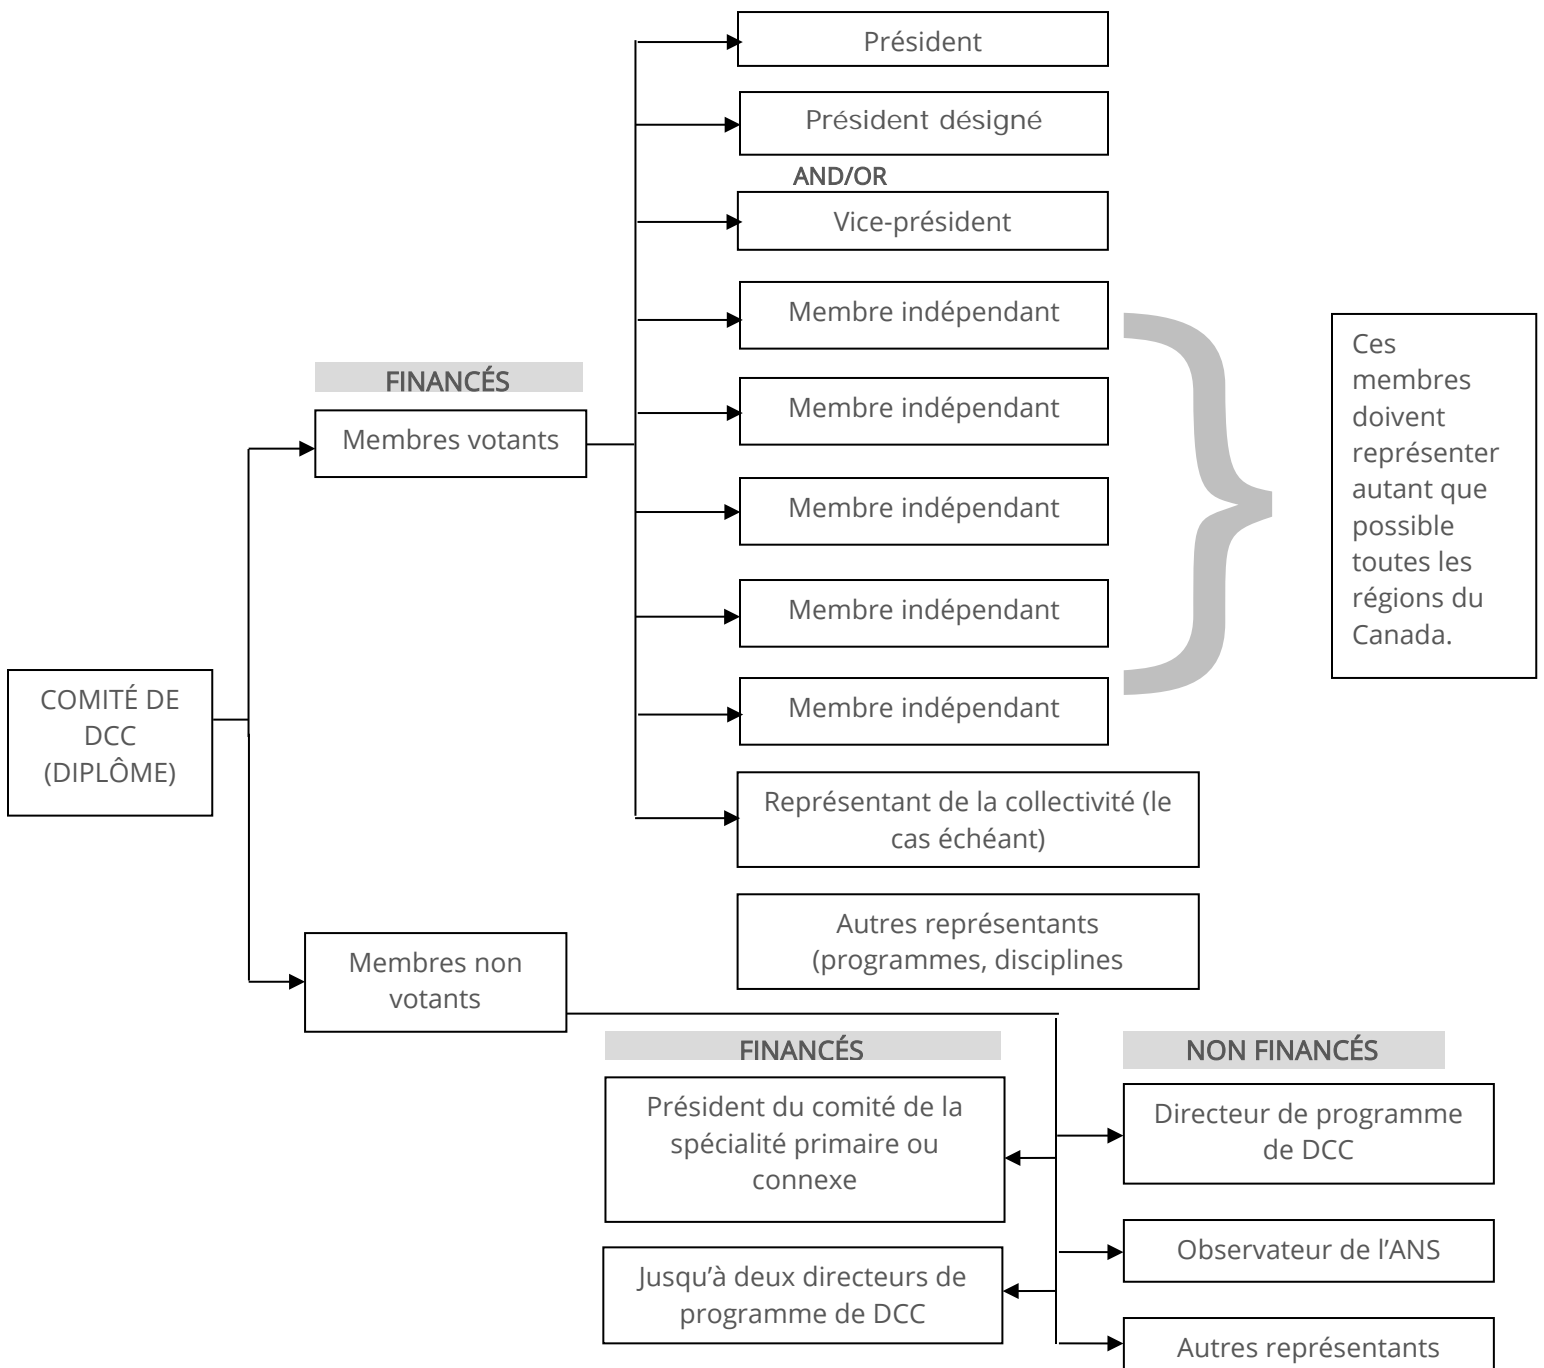 Président
Président désigné
AND/OR
Vice-président
Membre indépendant
Membre indépendant
Membre indépendant
Membre indépendant
Membre indépendant
Ces
membres
doivent
représenter
autant que
possible
toutes les
régions du
Canada.
FINANCÉS
Membres votants
COMITÉ DE
DCC
(DIPLÔME)
Représentant de la collectivité (le
cas échéant)
Autres représentants
(programmes, disciplines
Membres non
votants
FINANCÉS
Président du comité de la
spécialité primaire ou
connexe
Jusqu’à deux directeurs de
programme de DCC
NON FINANCÉS
Directeur de programme
de DCC
Observateur de l’ANS
Autres représentants